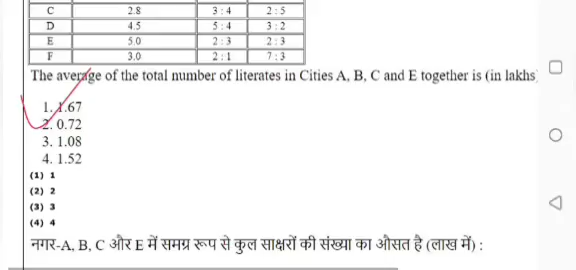 C 2.8 3 : 4 2 : 5
D 4.5 5 : 4 3 : 2
E 5.0 2 : 3 2 : 3
F 3.0 2 : 1 7 : 3
The average of the total number of literates in Cities A, B, C and E together is (in lakhs)
1. 1.67
2. 0.72
3. 1.08
4. 1.52
(1) 1
(2) 2
(3) 3
(4) 4
नगर-A, B, C और E में समग्र रूप से कुल साक्षरों की संख्या का औसत है (लाख में) :